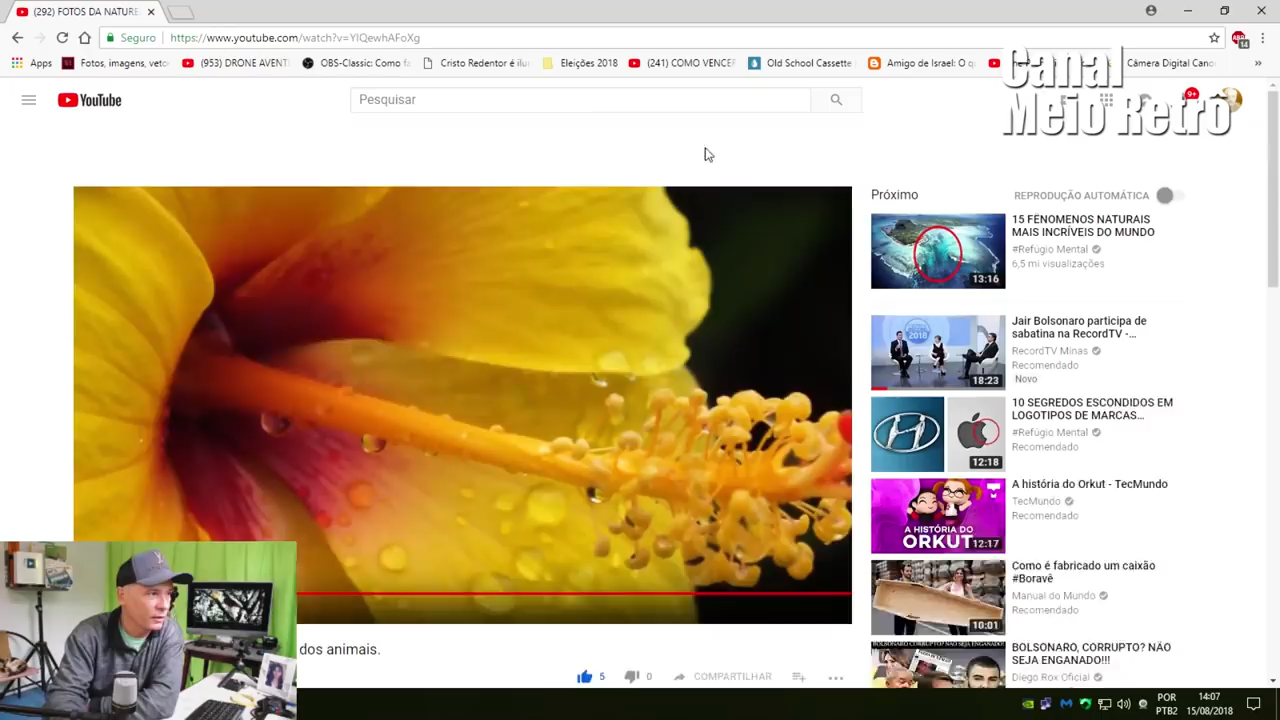 (292) FOTOS DA NATURE
Seguro
https://www.youtube.com/watch?v=YlQewhAFoXg
Apps
Fotos, imagens, veto
(953) DRONE AVENT
OBS-Classic: Como fa
Cristo Redentor é ilu
Eleições 2018
(241) COMO VENCER
Old School Cassette
Amigo de Israel: O q
Câmera Digital Cano
»
Canal
Meio Retrô
YouTube
Pesquisar
9+
Próximo
REPRODUÇÃO AUTOMÁTICA
15 FENOMENOS NATURAIS
MAIS INCRÍVEIS DO MUNDO
#Refúgio Mental
6,5 mi visualizações
13:16
Jair Bolsonaro participa de
sabatina na RecordTV -...
RecordTV Minas
Recomendado
Novo
2018
18:23
10 SEGREDOS ESCONDIDOS EM
LOGOTIPOS DE MARCAS...
#Refúgio Mental
Recomendado
12:18
A história do Orkut - TecMundo
TecMundo
Recomendado
A HISTÓRIA DO
ORKUT
12:17
Como é fabricado um caixão
#Boravê
Manual do Mundo
Recomendado
10:01
BOLSONARO, CORRUPTO? NÃO
SEJA ENGANADO!!!
Diego Rox Oficial
dos animais.
5
0
COMPARTILHAR
POR
PTB2
14:07
15/08/2018